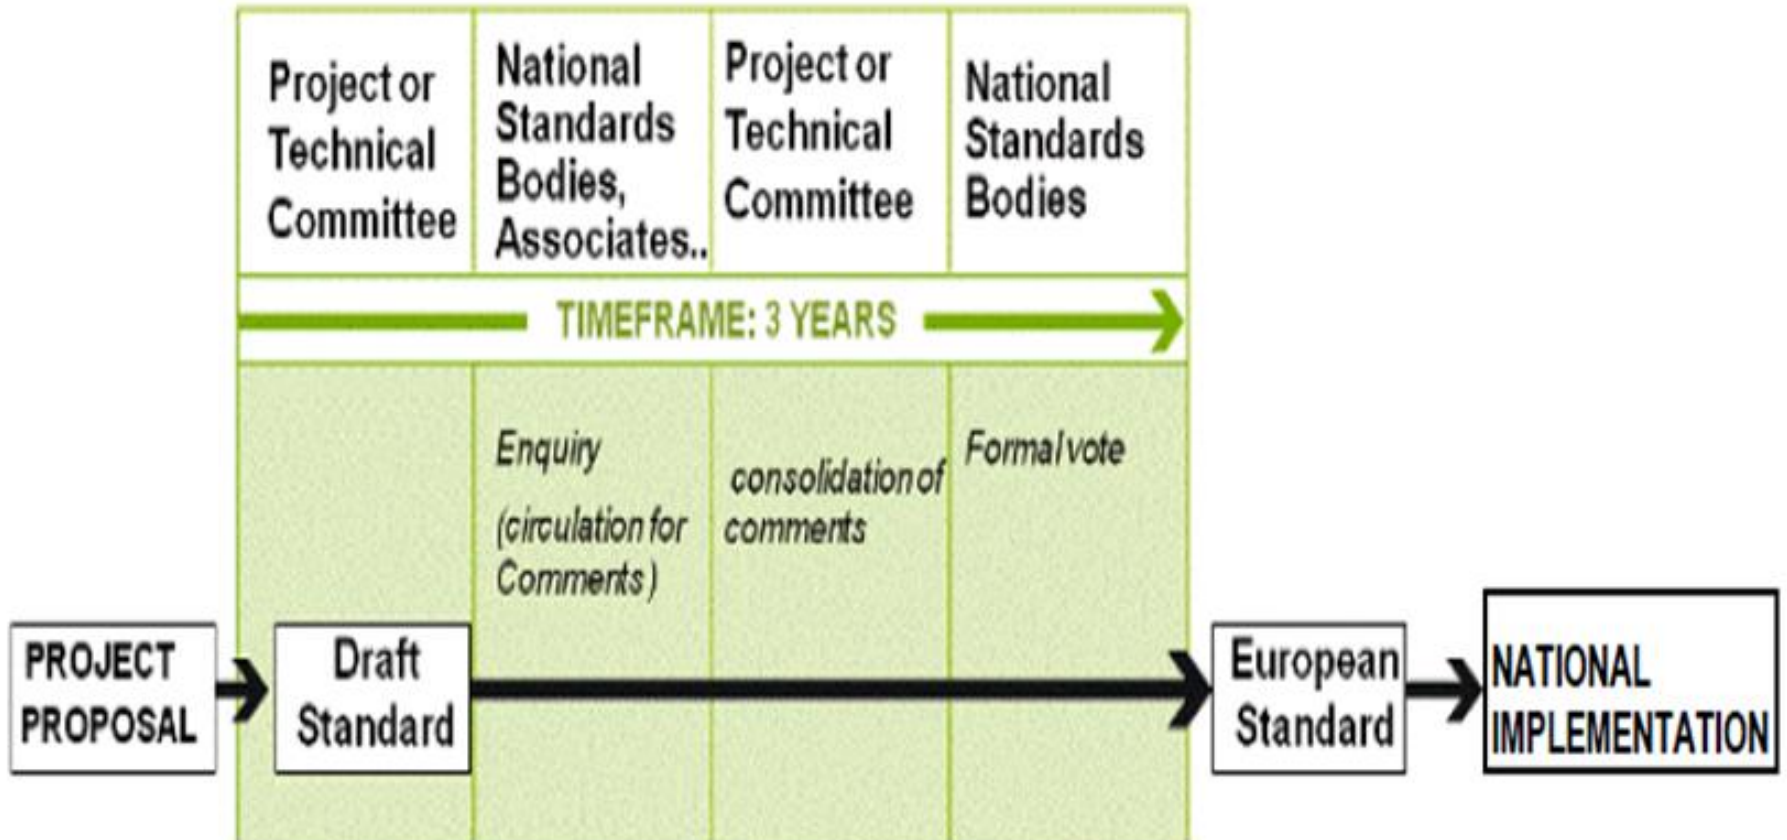 Project or
Technical
Committee
National
Standards
Bodies,
Associates..
Project or
Technical
Committee
National
Standards
Bodies
TIMEFRAME: 3 YEARS
Enquiry
(circulation for
Comments)
consolidation of
comments
Formal vote
PROJECT
PROPOSAL
Draft
Standard
European
Standard
NATIONAL
IMPLEMENTATION